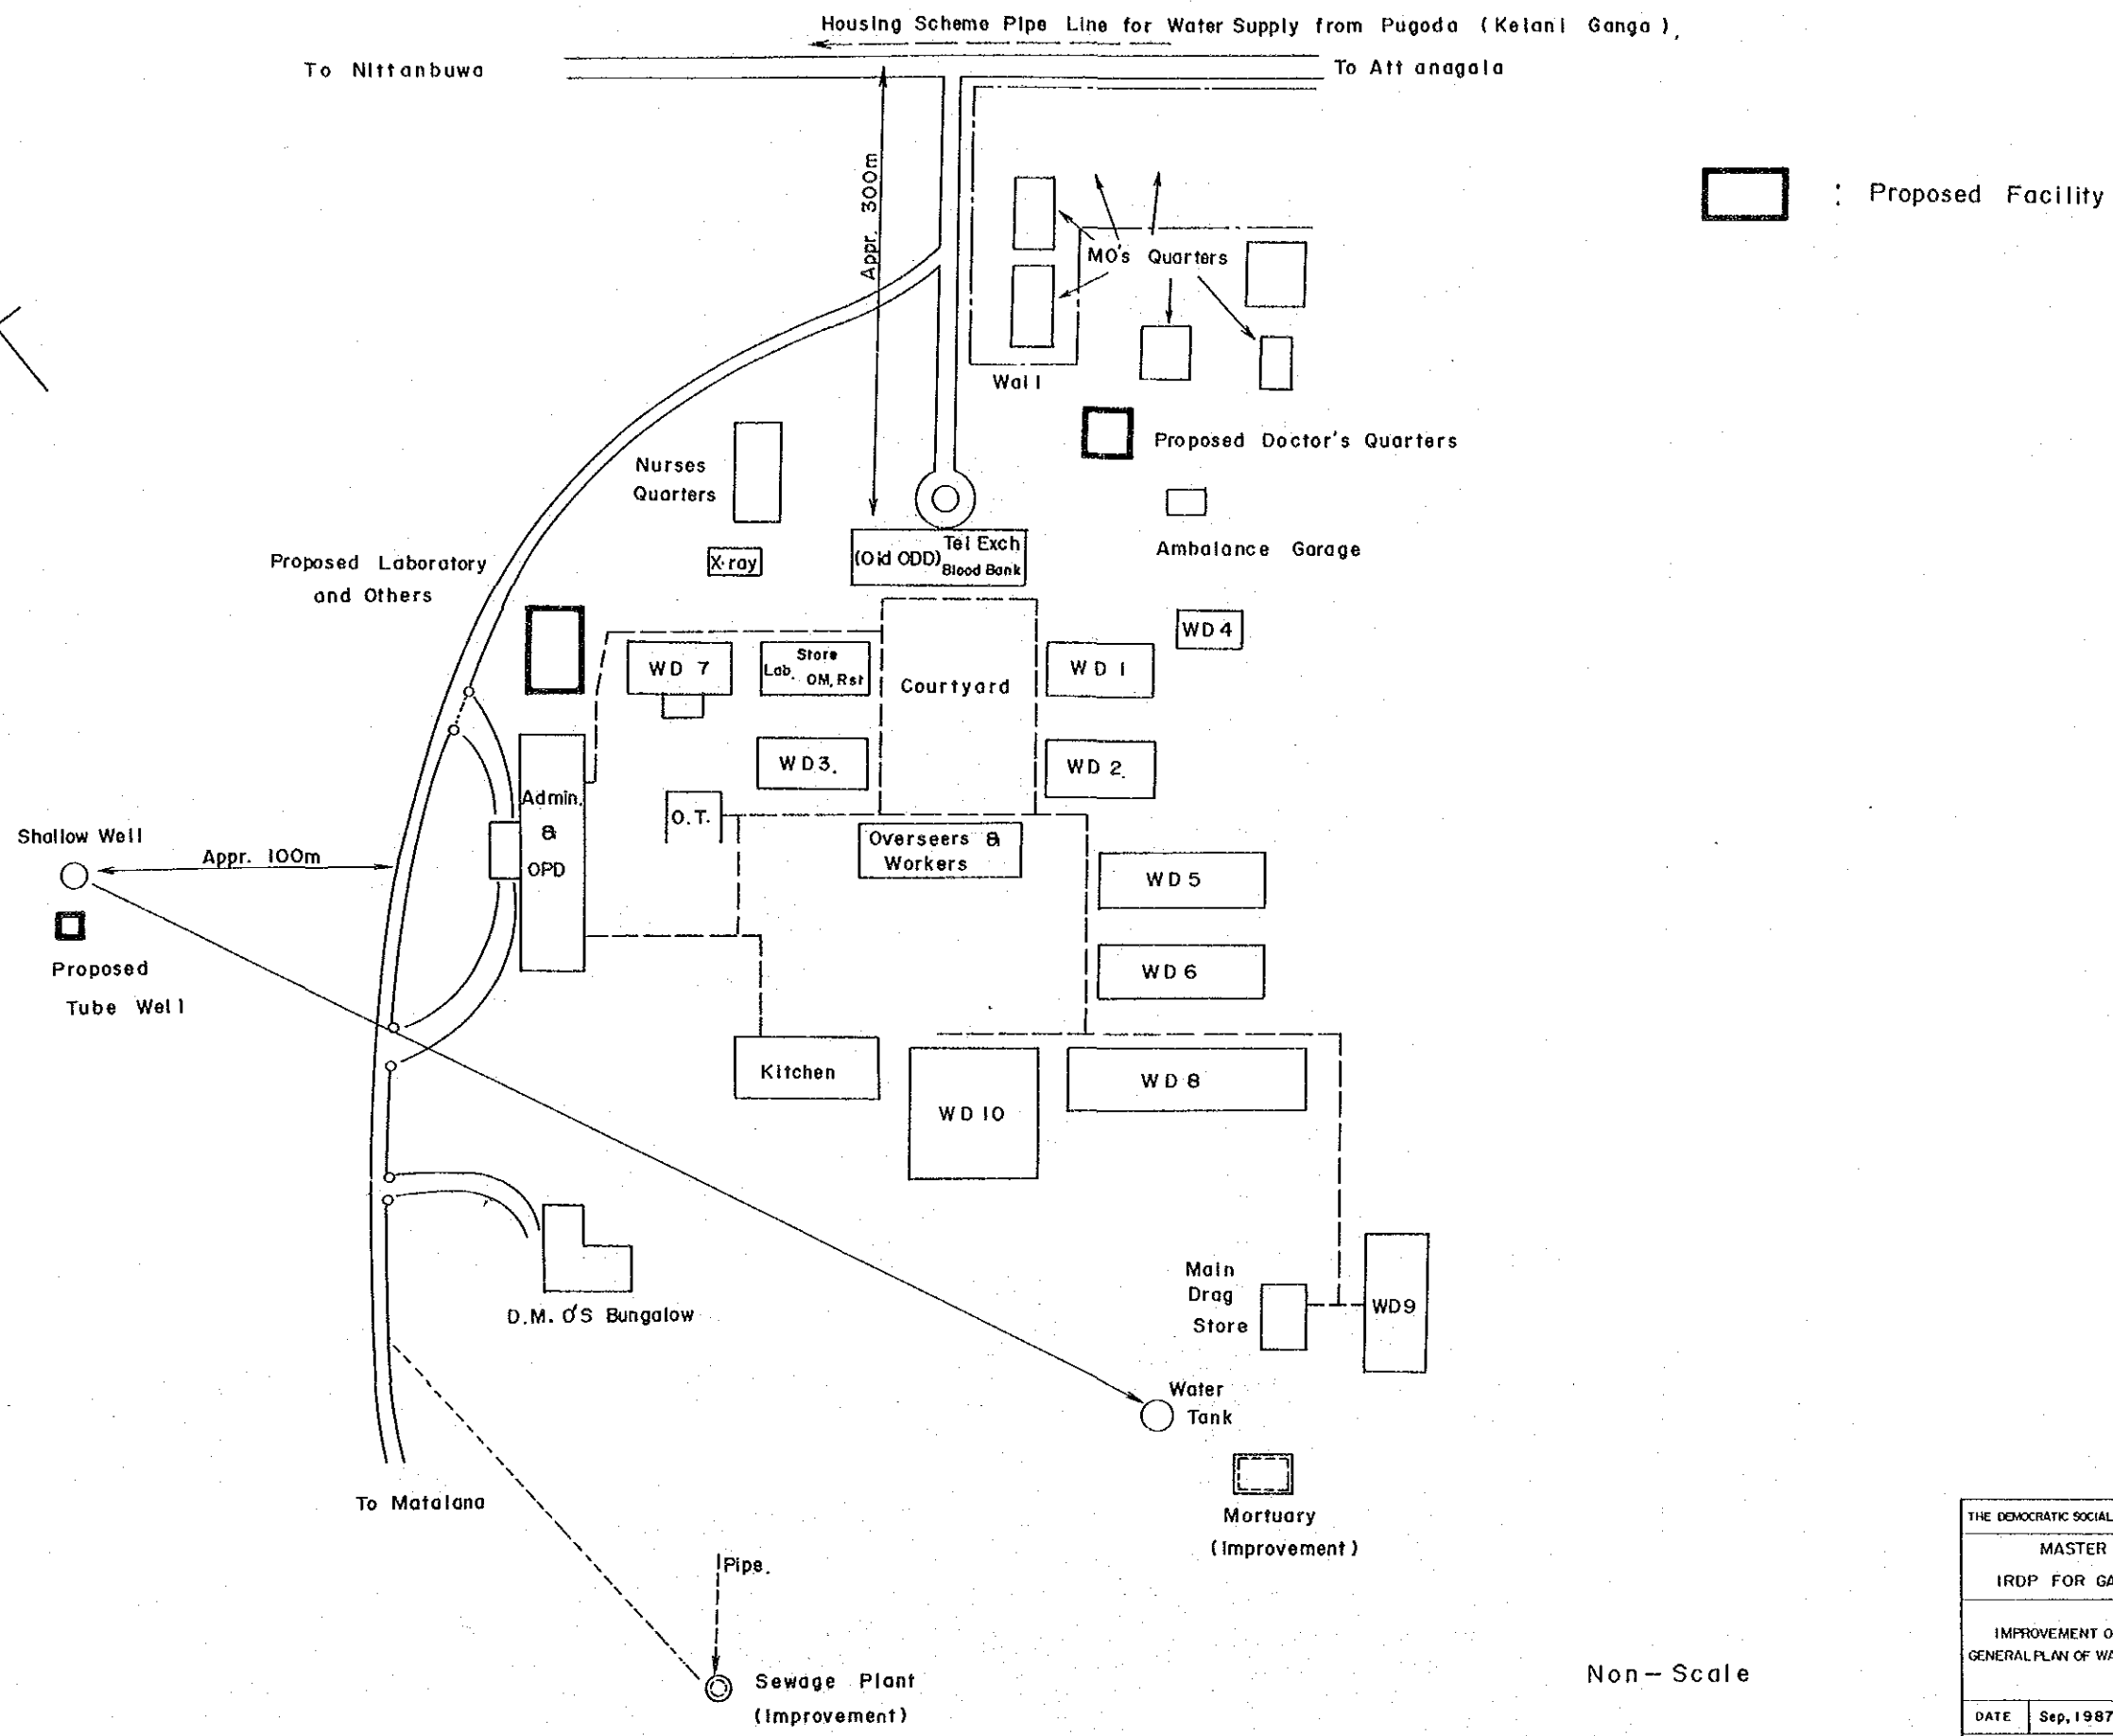 Housing Scheme Pipe Line for Water Supply from Pugoda (Kelani Ganga),
To Nittanbuwa
To Attanagala
Appr. 300m
: Proposed Facility
MO's Quarters
Wall
Proposed Doctor's Quarters
Nurses
Quarters
Ambalance Garage
X-ray
(Old ODD)
Tel Exch
Blood Bank
Proposed Laboratory
and Others
WD 4
WD 7
Store
Lab. OM, Rst
Courtyard
WD 1
WD 3.
WD 2.
Admin.
&
OPD
O.T.
Overseers &
Workers
Shallow Well
Appr. 100m
WD 5
Proposed
Tube Well
WD 6
Kitchen
WD 10
WD 8
D.M. O'S Bungalow
Main
Drag
Store
WD9
Water
Tank
To Matalana
Mortuary
(Improvement)
Pipe.
Sewage Plant
(Improvement)
Non-Scale
THE DEMOCRATIC SOCIAL
MASTER
IRDP FOR GA
IMPROVEMENT O
GENERAL PLAN OF WA
DATE Sep, 1987